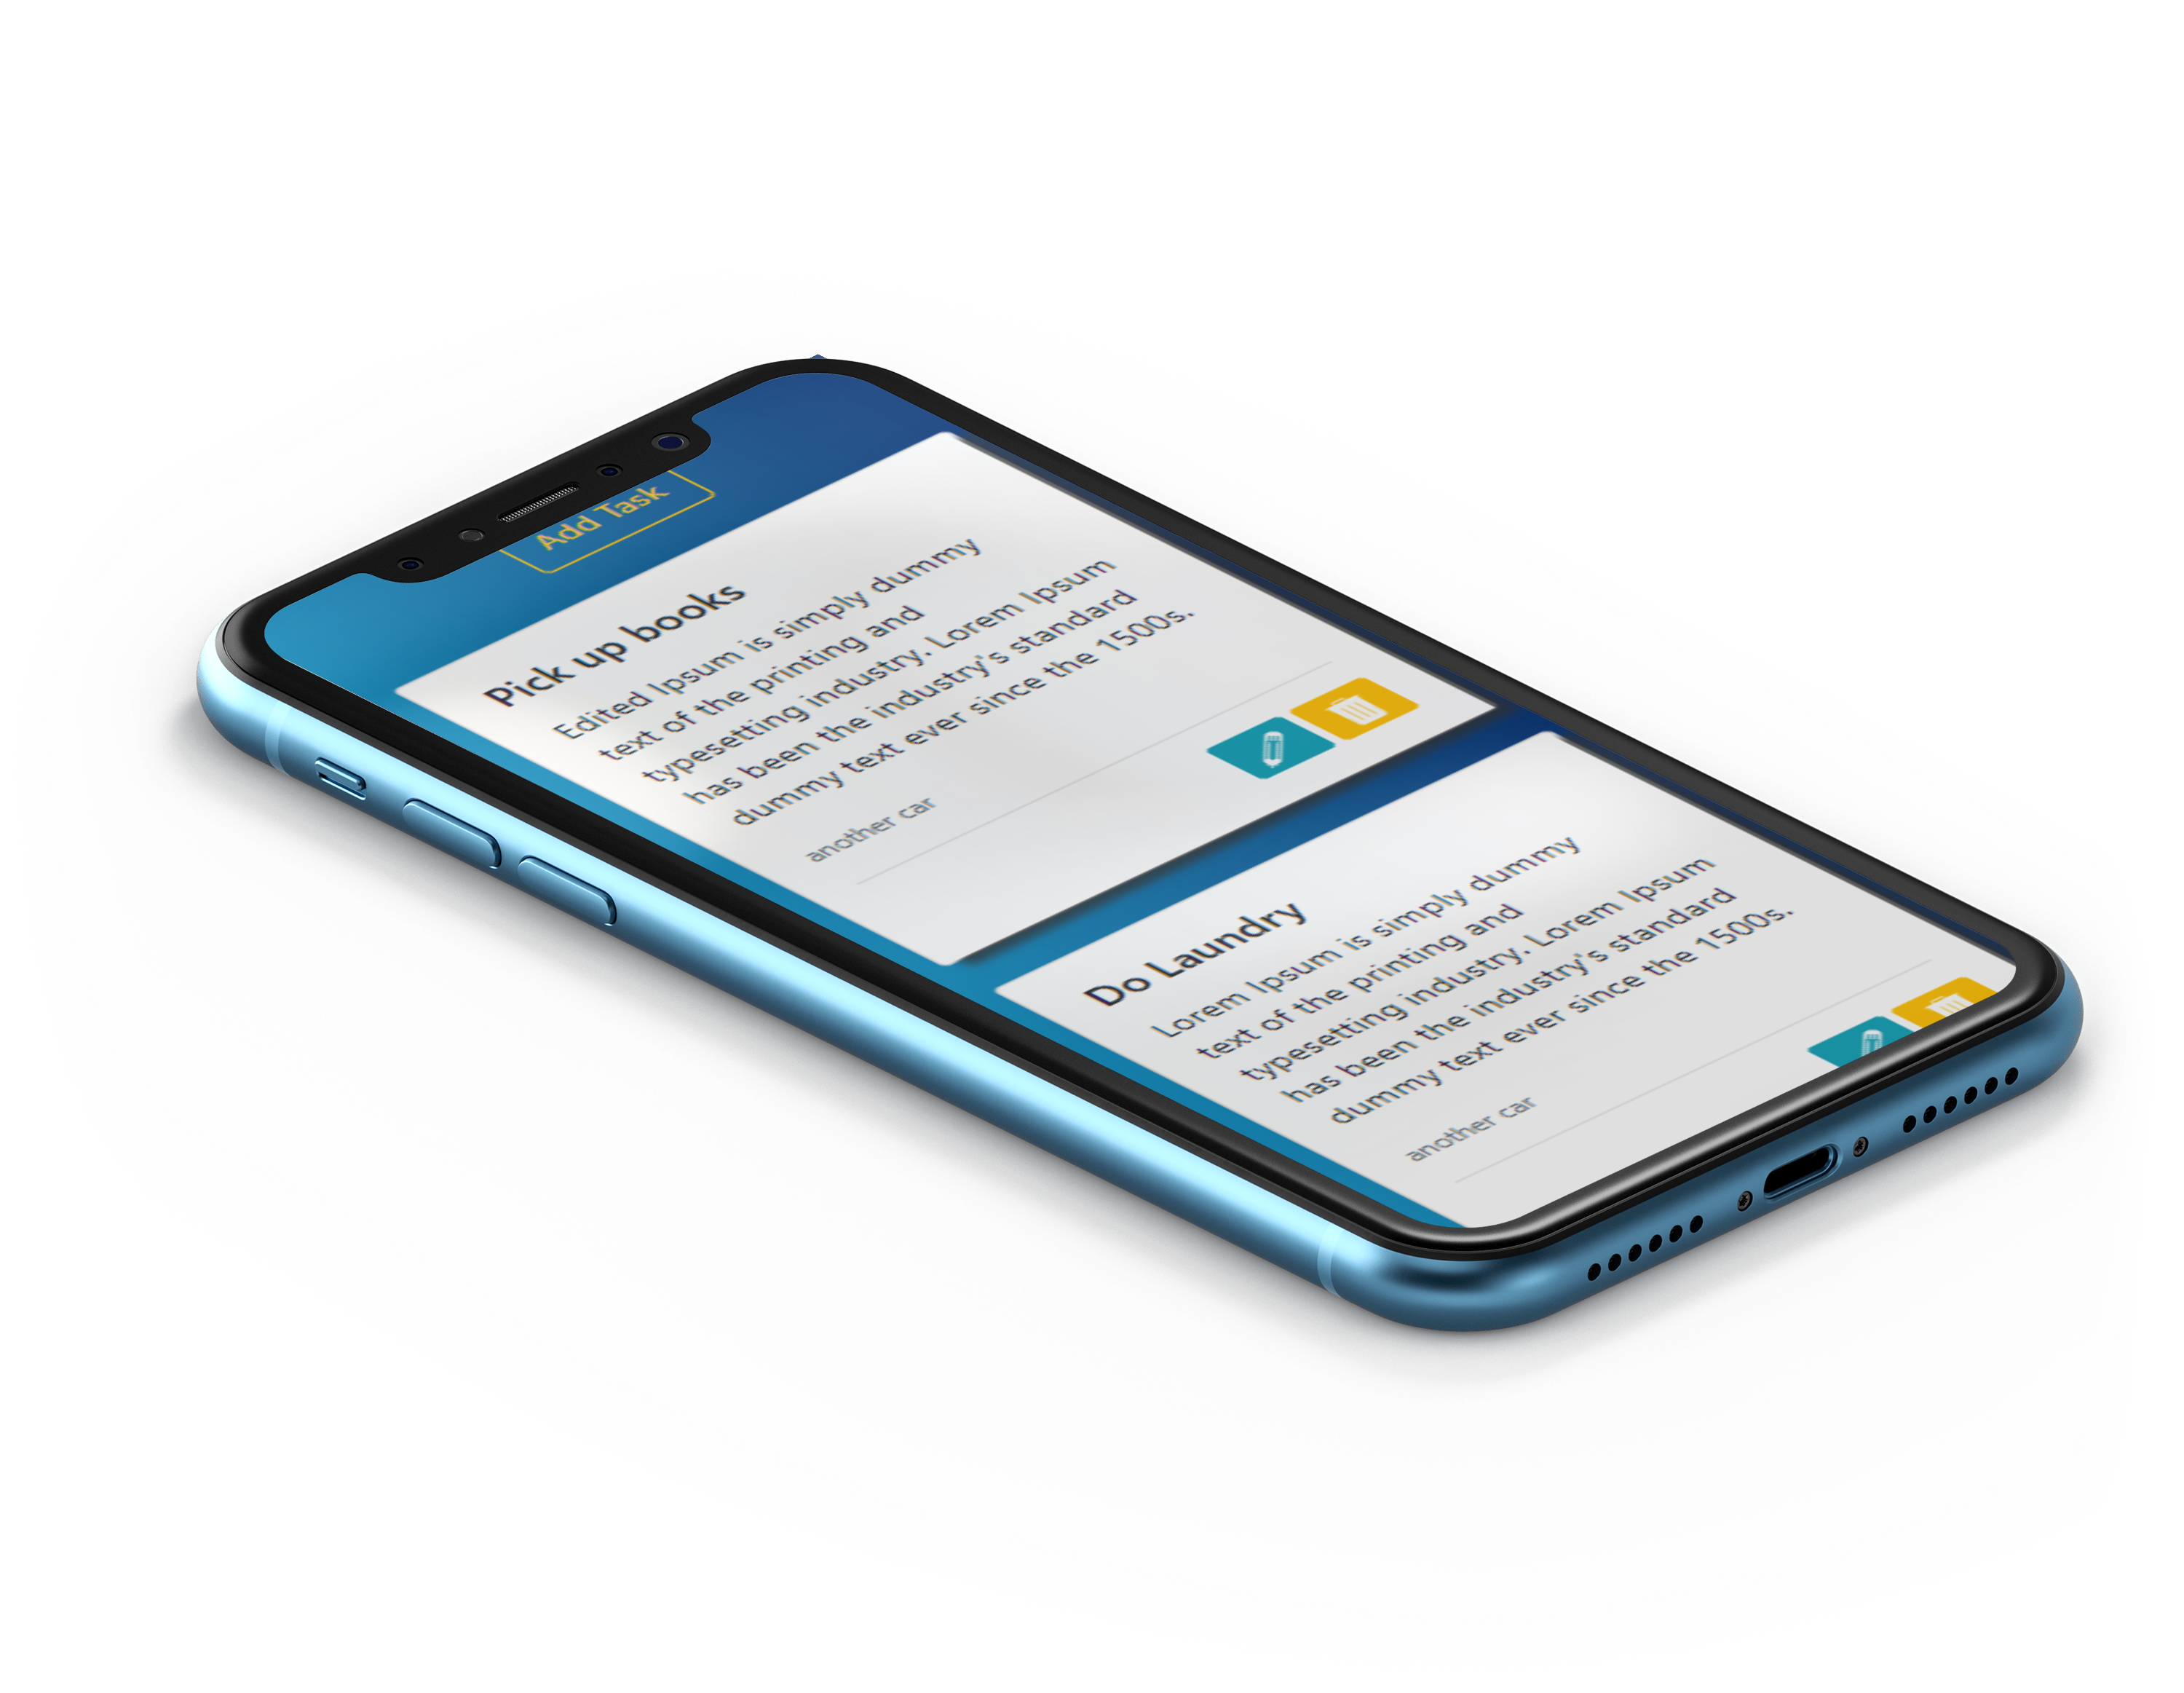 Add Task
Pick up books
Edited Ipsum is simply dummy
text of the printing and
typesetting industry. Lorem Ipsum
has been the industry's standard
dummy text ever since the 1500s.
another car
Do Laundry
Lorem Ipsum is simply dummy
text of the printing and
typesetting industry. Lorem Ipsum
has been the industry's standard
dummy text ever since the 1500s.
another car